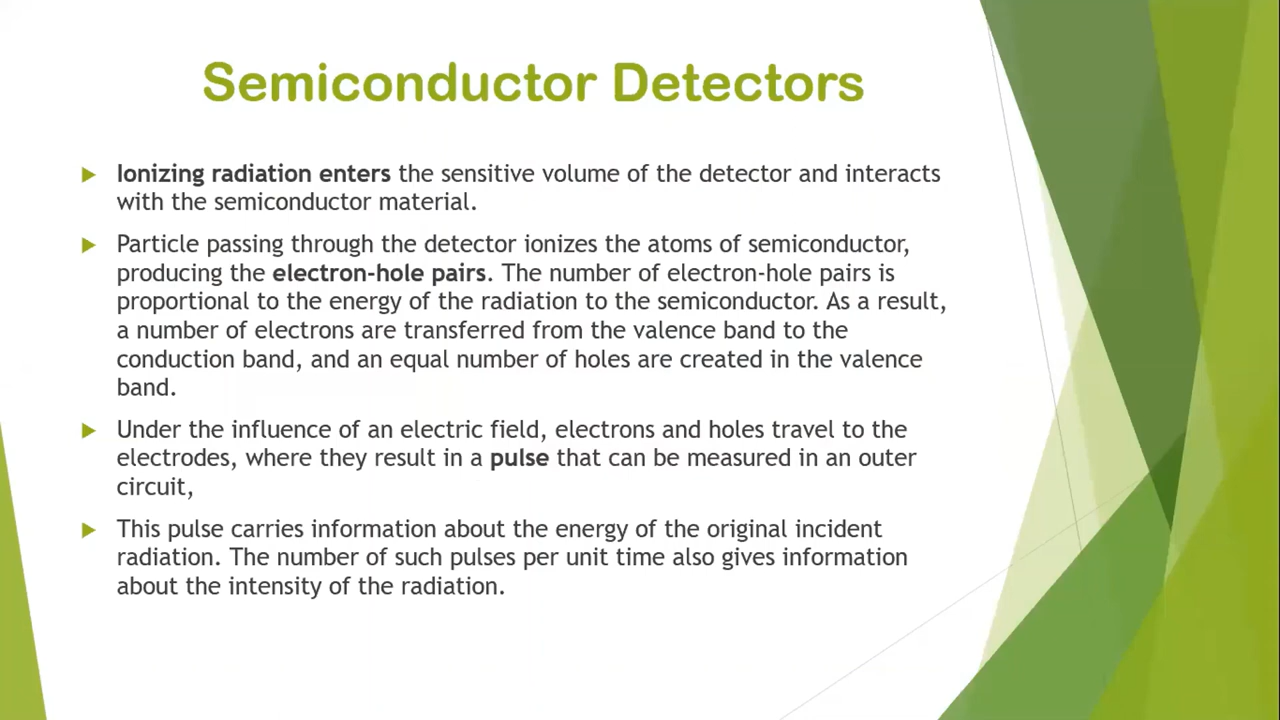 Semiconductor Detectors
Ionizing radiation enters the sensitive volume of the detector and interacts
with the semiconductor material.
Particle passing through the detector ionizes the atoms of semiconductor,
producing the electron-hole pairs. The number of electron-hole pairs is
proportional to the energy of the radiation to the semiconductor. As a result,
a number of electrons are transferred from the valence band to the
conduction band, and an equal number of holes are created in the valence
band.
Under the influence of an electric field, electrons and holes travel to the
electrodes, where they result in a pulse that can be measured in an outer
circuit,
This pulse carries information about the energy of the original incident
radiation. The number of such pulses per unit time also gives information
about the intensity of the radiation.